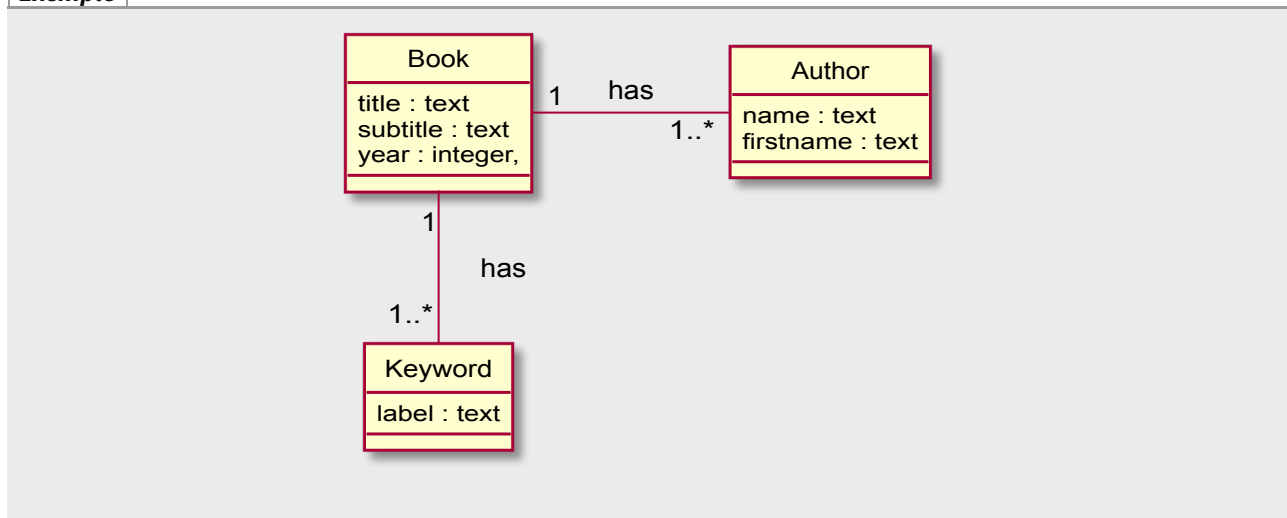 Exemple
Book
title : text
subtitle : text
year : integer,
1
has
1..*
Author
name : text
firstname : text
1
has
1..*
Keyword
label : text